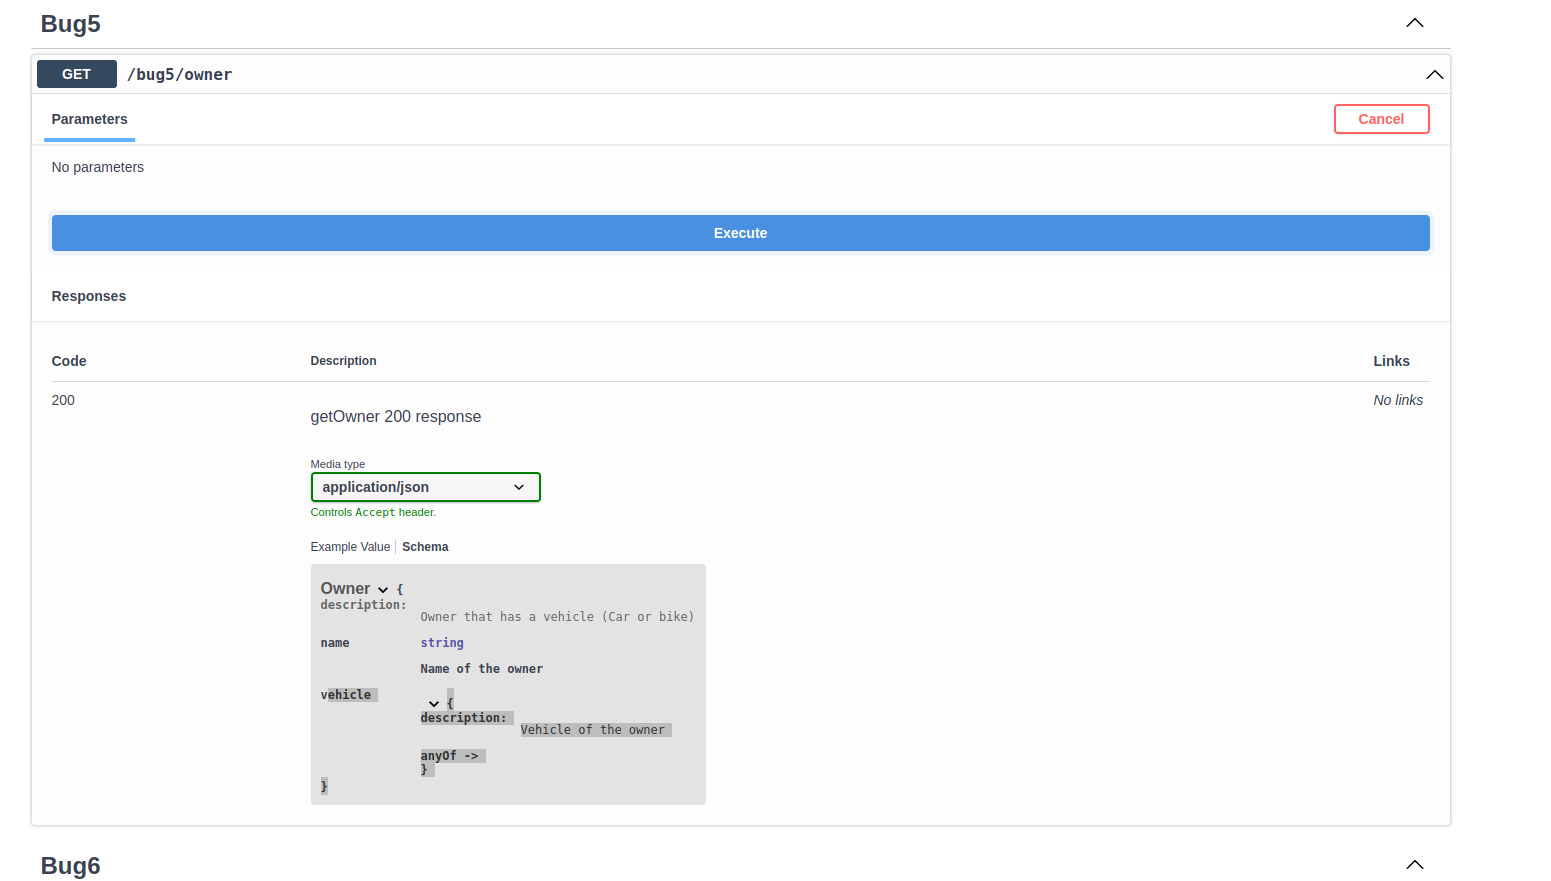 Bug5
GET /bug5/owner
Parameters Cancel
No parameters
Execute
Responses
Code Description Links
200 No links
getOwner 200 response
Media type
application/json
Controls Accept header.
Example Value Schema
Owner {
description:
Owner that has a vehicle (Car or bike)
name string
Name of the owner
vehicle {
description:
Vehicle of the owner
anyOf ->
}
}
Bug6